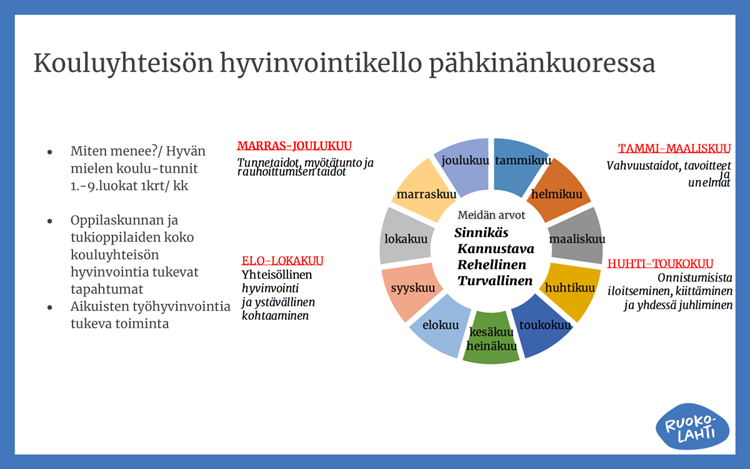 Kouluyhteisön hyvinvointikello pähkinänkuoressa
• Miten menee?/ Hyvän
mielen koulu-tunnit
1.-9.luokat 1krt/ kk
• Oppilaskunnan ja
tukioppilaiden koko
kouluyhteisön
hyvinvointia tukevat
tapahtumat
• Aikuisten työhyvinvointia
tukeva toiminta
MARRAS-JOULUKUU
Tunnetaidot, myötätunto ja
rauhoittumisen taidot
ELO-LOKAKUU
Yhteisöllinen
hyvinvointi
ja ystävällinen
kohtaaminen
joulukuu
tammikuu
marraskuu
helmikuu
lokakuu
maaliskuu
syyskuu
huhtikuu
elokuu
toukokuu
kesäkuu
heinäkuu
Meidän arvot
Sinnikäs
Kannustava
Rehellinen
Turvallinen
TAMMI-MAALISKUU
Vahvuustaidot, tavoitteet
ja
unelmat
HUHTI-TOUKOKUU
Onnistumisista
iloitseminen, kiittäminen
ja yhdessä juhliminen
RUOKO-
LAHTI